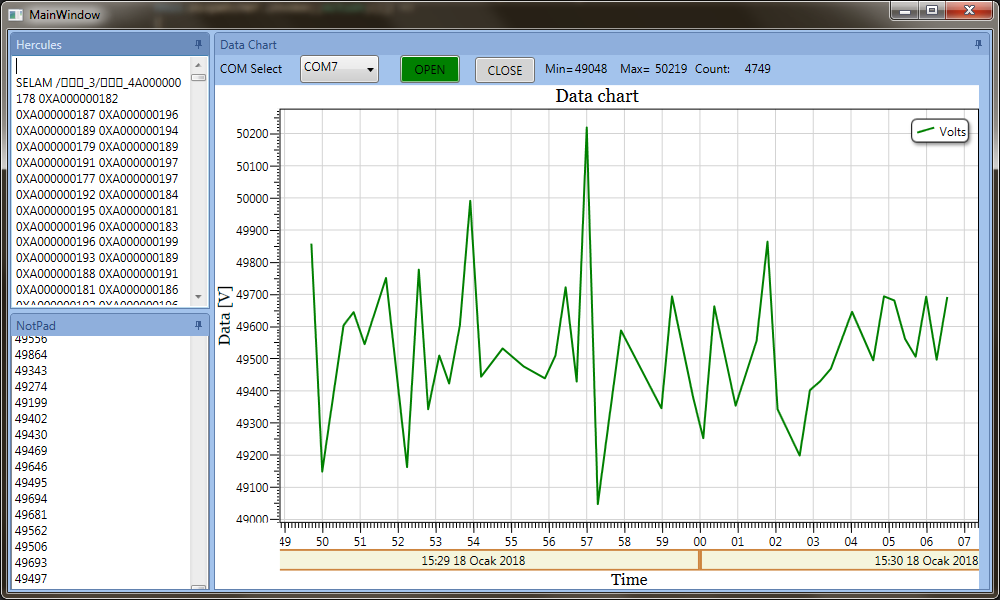 MainWindow
Hercules
SELAM /□□□_3/□□□_4A000000
178 0XA000000182
0XA000000187 0XA000000196
0XA000000189 0XA000000194
0XA000000179 0XA000000189
0XA000000191 0XA000000197
0XA000000177 0XA000000197
0XA000000192 0XA000000184
0XA000000195 0XA000000181
0XA000000196 0XA000000183
0XA000000196 0XA000000199
0XA000000193 0XA000000189
0XA000000188 0XA000000191
0XA000000181 0XA000000186
NotPad
49556
49864
49343
49274
49199
49402
49430
49469
49646
49495
49694
49681
49562
49506
49693
49497
Data Chart
COM Select COM7 OPEN CLOSE Min= 49048 Max= 50219 Count: 4749
Data chart
Volts
Data [V]
50200
50100
50000
49900
49800
49700
49600
49500
49400
49300
49200
49100
49000
49 50 51 52 53 54 55 56 57 58 59 00 01 02 03 04 05 06 07
15:29 18 Ocak 2018 15:30 18 Ocak 2018
Time